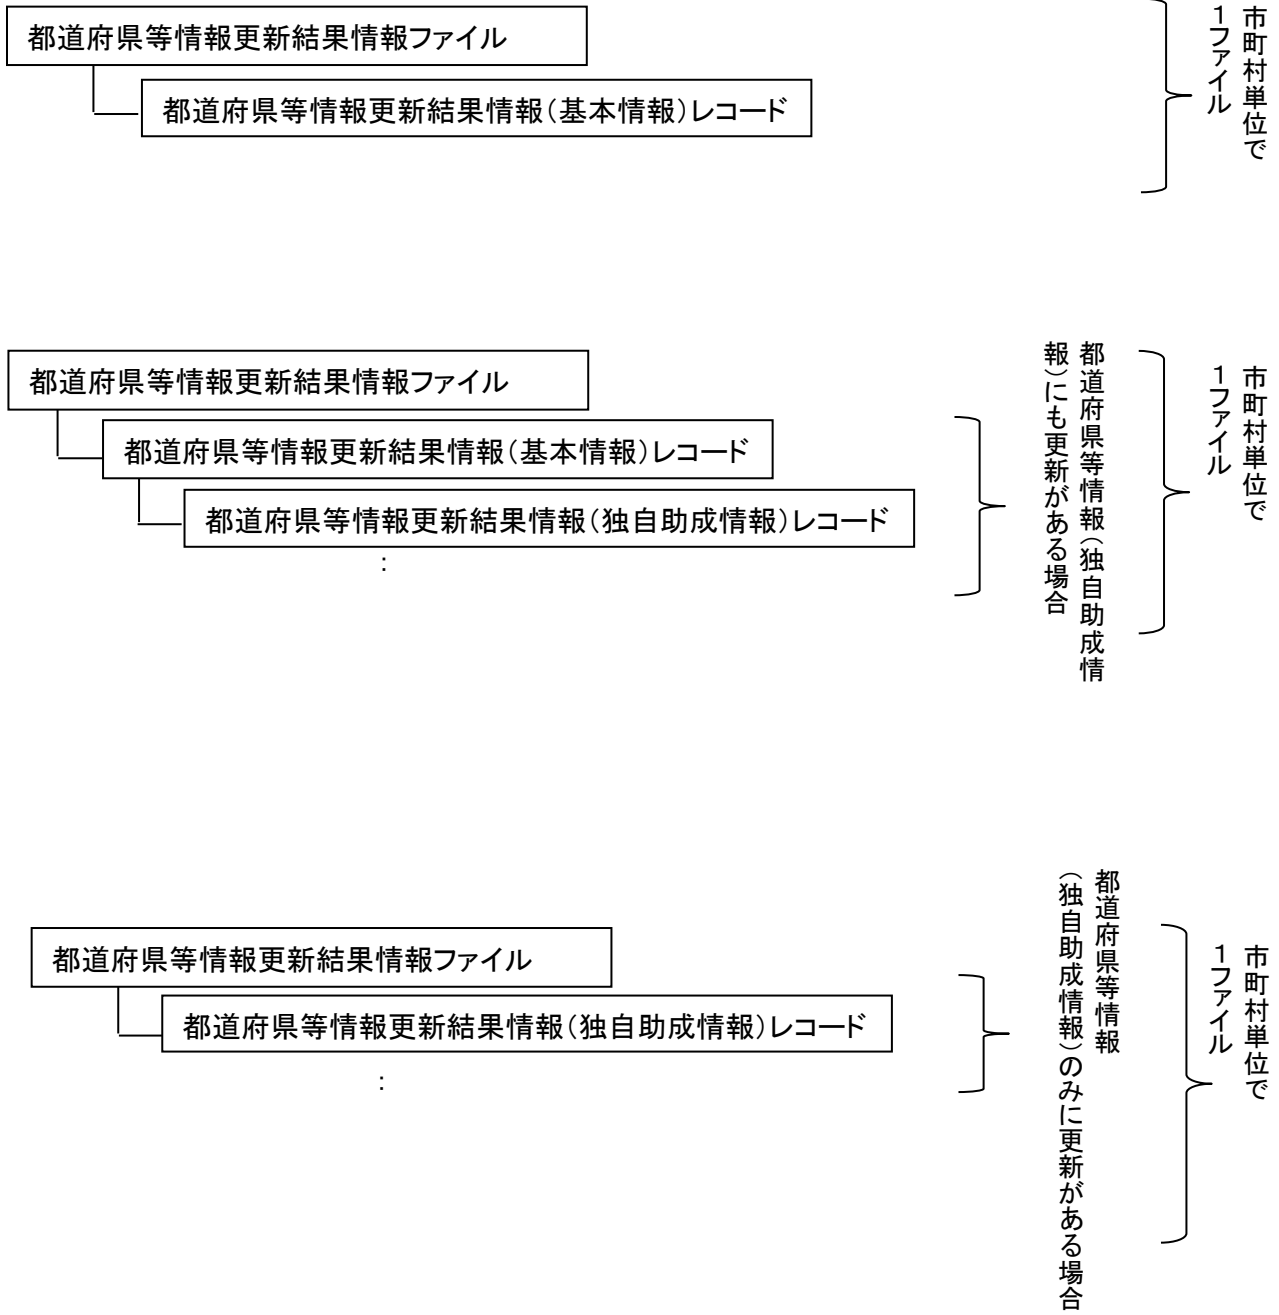 都道府県等情報更新結果情報ファイル
都道府県等情報更新結果情報（基本情報）レコード
市町村単位で
１ファイル
都道府県等情報更新結果情報ファイル
都道府県等情報更新結果情報（基本情報）レコード
都道府県等情報更新結果情報（独自助成情報）レコード
：
都道府県等情報（独自助成情
報）にも更新がある場合
市町村単位で
１ファイル
都道府県等情報更新結果情報ファイル
都道府県等情報更新結果情報（独自助成情報）レコード
：
都道府県等情報
（独自助成情報）のみに更新がある場合
市町村単位で
１ファイル